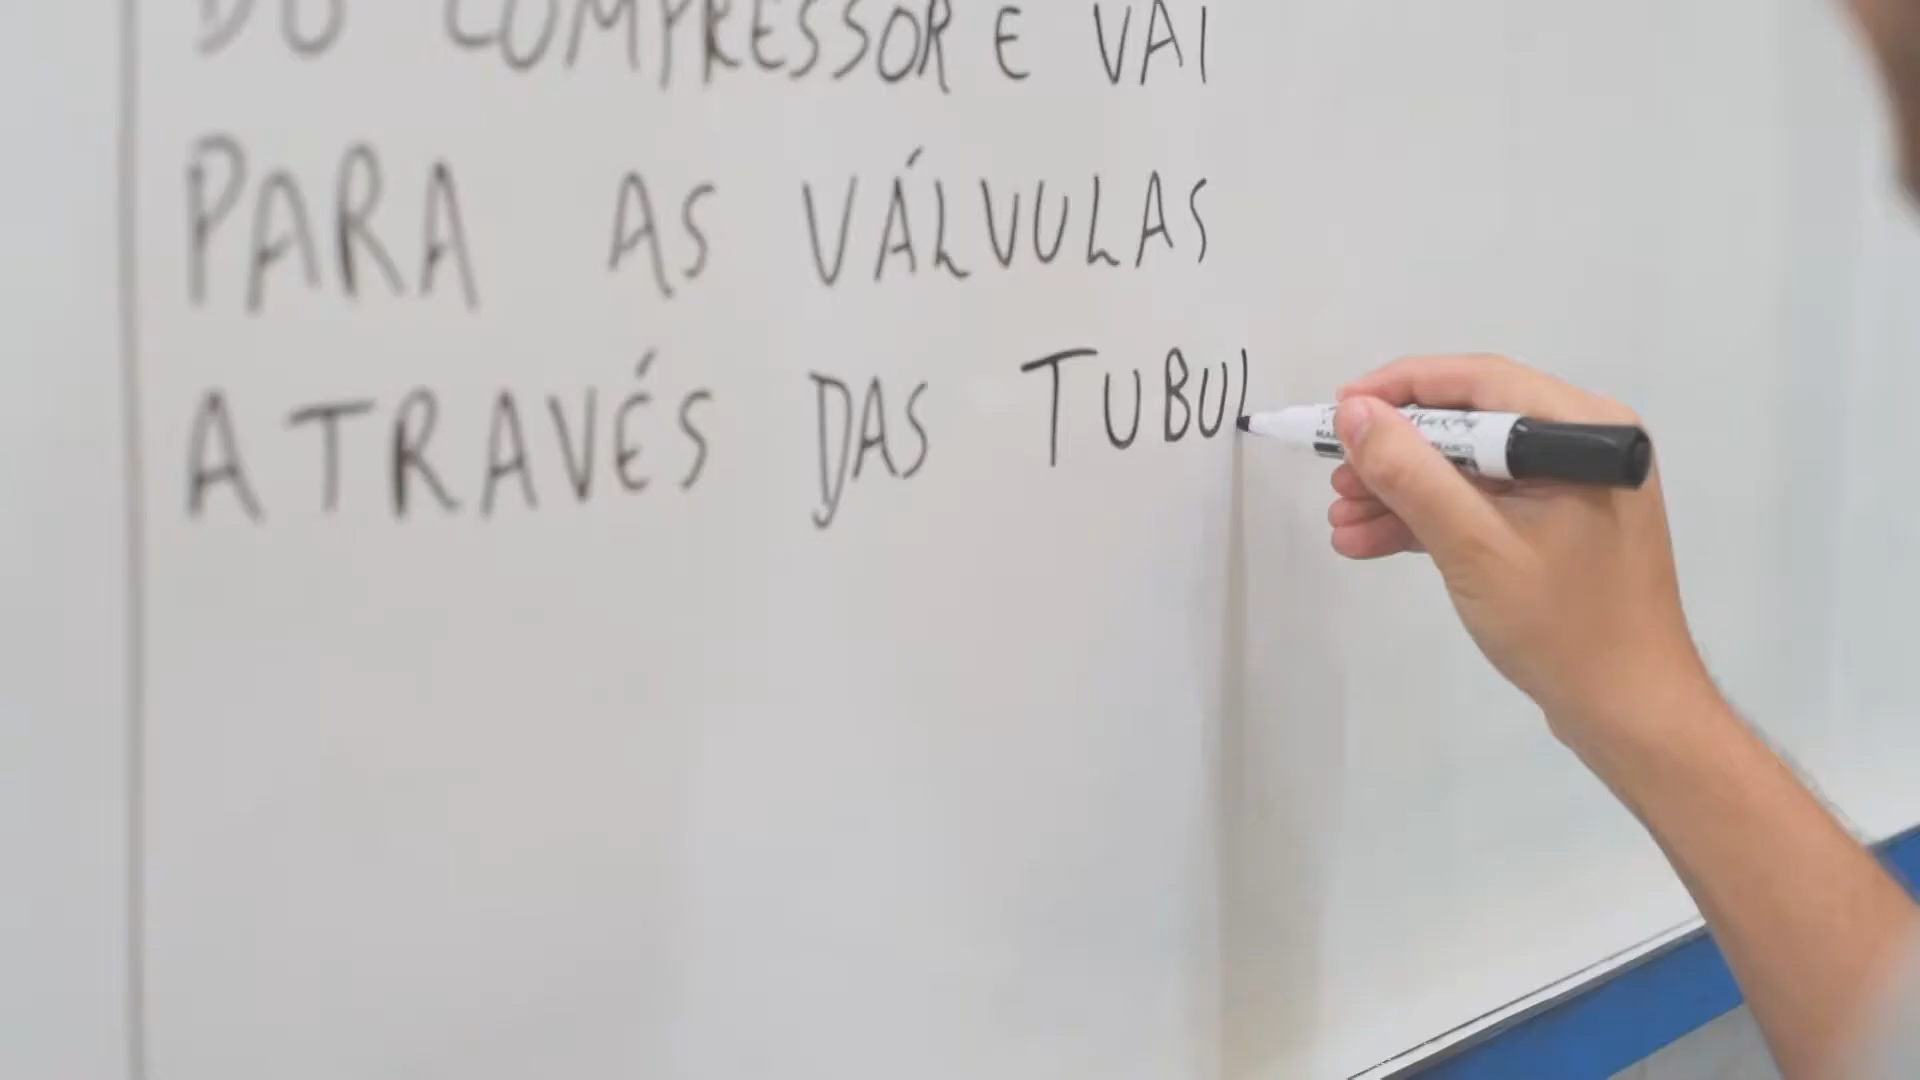 DO COMPRESSOR E VAI
PARA AS VÁLVULAS
ATRAVÉS DAS TUBUL